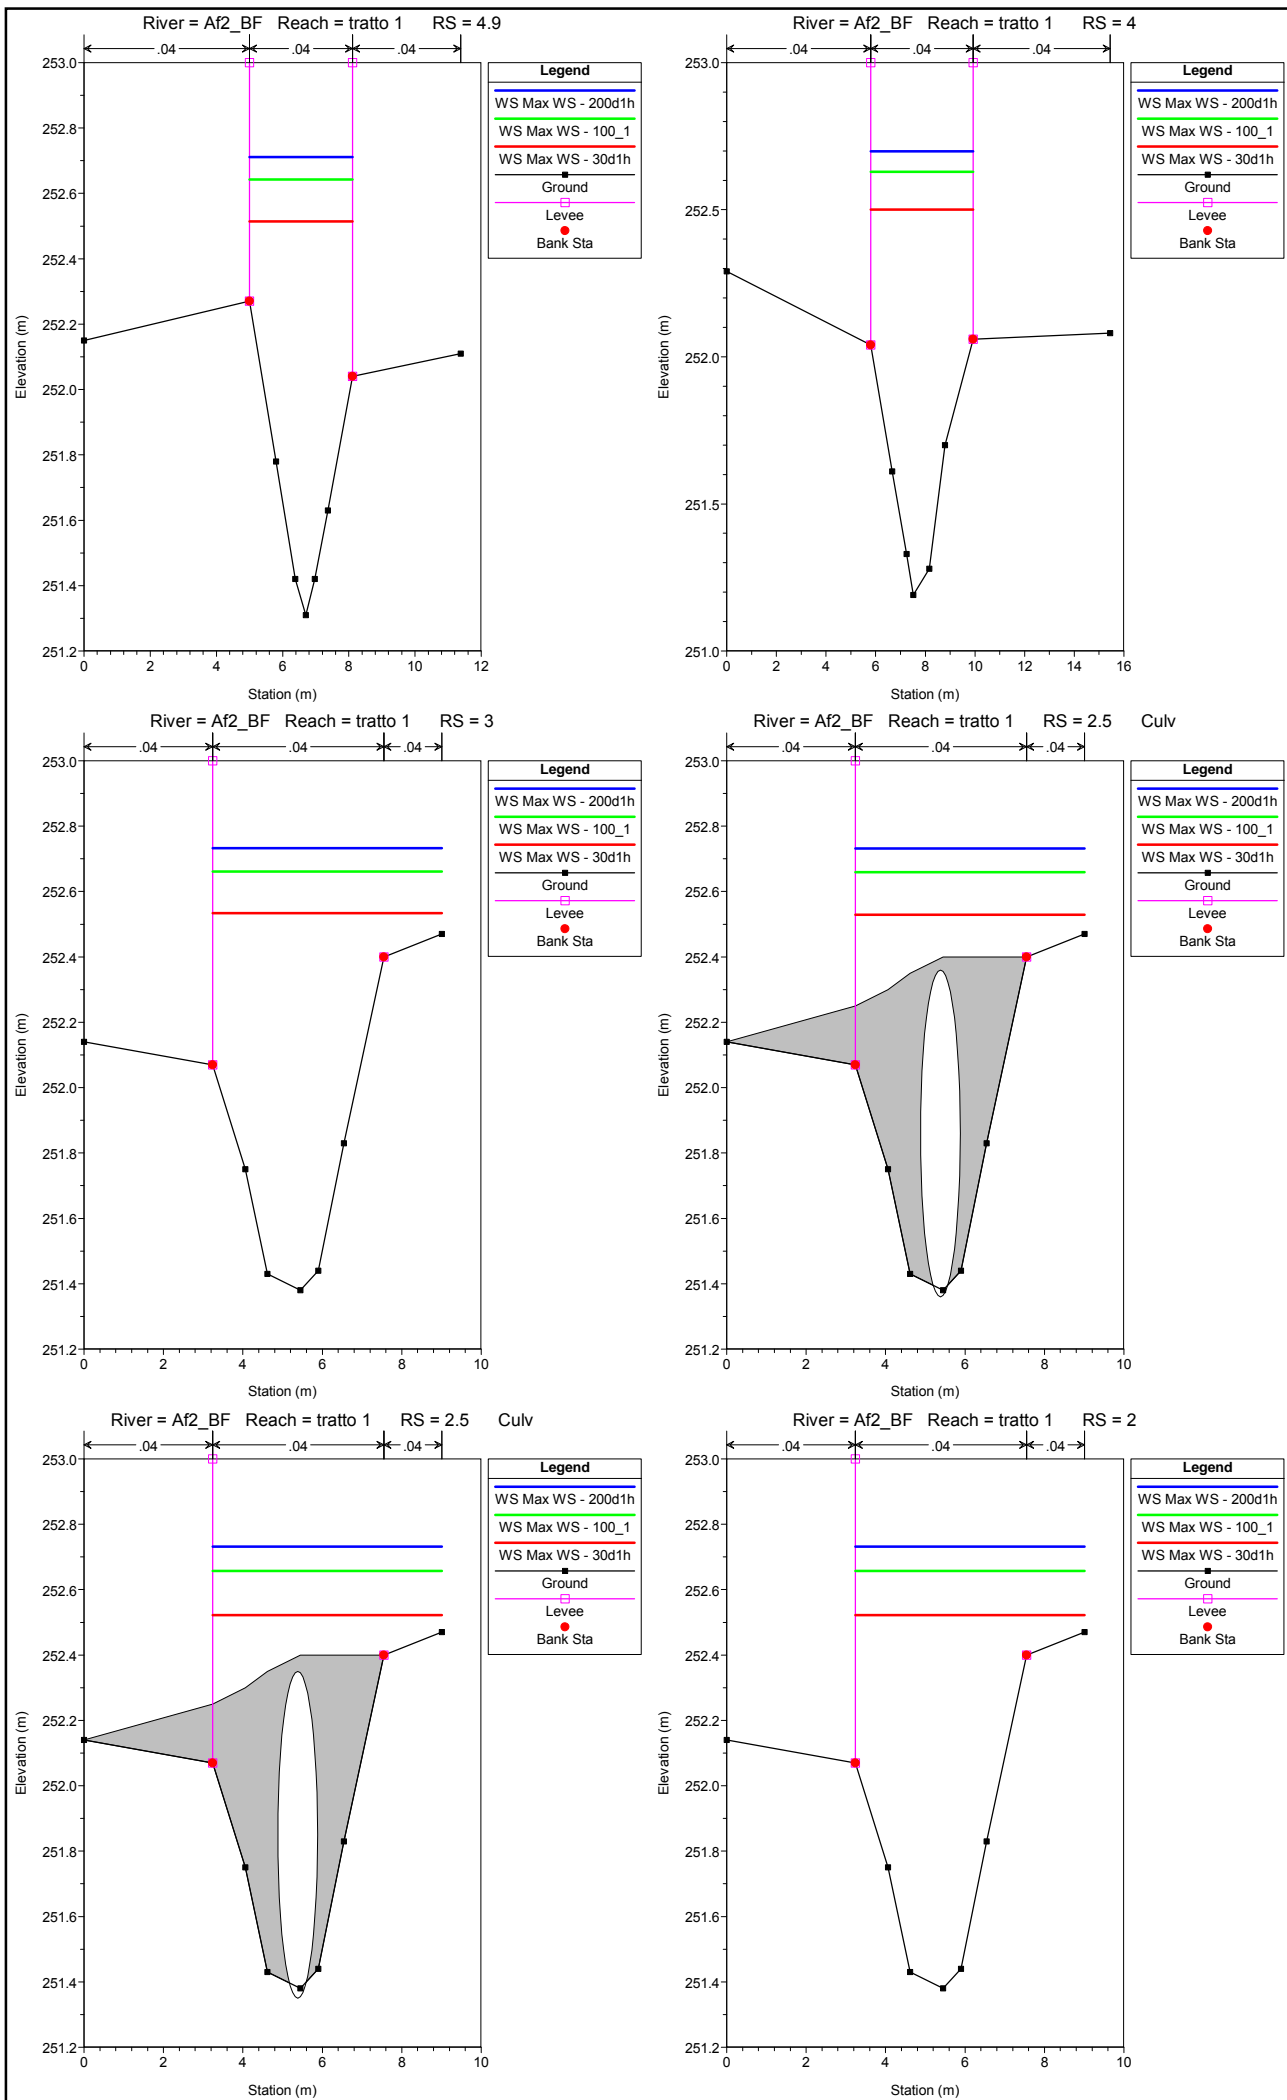 River = Af2_BF Reach = tratto 1 RS = 4.9
.04 .04 .04
253.0
252.8
252.6
252.4
252.2
252.0
251.8
251.6
251.4
251.2
Elevation (m)
0 2 4 6 8 10 12
Station (m)
Legend
WS Max WS - 200d1h
WS Max WS - 100_1
WS Max WS - 30d1h
Ground
Levee
Bank Sta
River = Af2_BF Reach = tratto 1 RS = 4
.04 .04 .04
253.0
252.5
252.0
251.5
251.0
Elevation (m)
0 2 4 6 8 10 12 14 16
Station (m)
Legend
WS Max WS - 200d1h
WS Max WS - 100_1
WS Max WS - 30d1h
Ground
Levee
Bank Sta
River = Af2_BF Reach = tratto 1 RS = 3
.04 .04 .04
253.0
252.8
252.6
252.4
252.2
252.0
251.8
251.6
251.4
251.2
Elevation (m)
0 2 4 6 8 10
Station (m)
Legend
WS Max WS - 200d1h
WS Max WS - 100_1
WS Max WS - 30d1h
Ground
Levee
Bank Sta
River = Af2_BF Reach = tratto 1 RS = 2.5 Culv
.04 .04 .04
253.0
252.8
252.6
252.4
252.2
252.0
251.8
251.6
251.4
251.2
Elevation (m)
0 2 4 6 8 10
Station (m)
Legend
WS Max WS - 200d1h
WS Max WS - 100_1
WS Max WS - 30d1h
Ground
Levee
Bank Sta
River = Af2_BF Reach = tratto 1 RS = 2.5 Culv
.04 .04 .04
253.0
252.8
252.6
252.4
252.2
252.0
251.8
251.6
251.4
251.2
Elevation (m)
0 2 4 6 8 10
Station (m)
Legend
WS Max WS - 200d1h
WS Max WS - 100_1
WS Max WS - 30d1h
Ground
Levee
Bank Sta
River = Af2_BF Reach = tratto 1 RS = 2
.04 .04 .04
253.0
252.8
252.6
252.4
252.2
252.0
251.8
251.6
251.4
251.2
Elevation (m)
0 2 4 6 8 10
Station (m)
Legend
WS Max WS - 200d1h
WS Max WS - 100_1
WS Max WS - 30d1h
Ground
Levee
Bank Sta